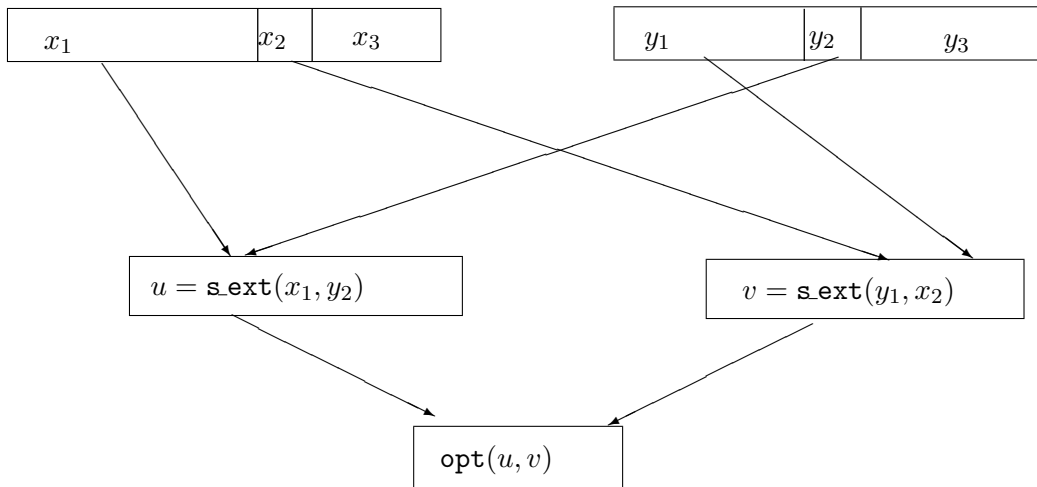 x₁ x₂ x₃ y₁ y₂ y₃
u = s_ext(x₁, y₂) v = s_ext(y₁, x₂)
opt(u, v)